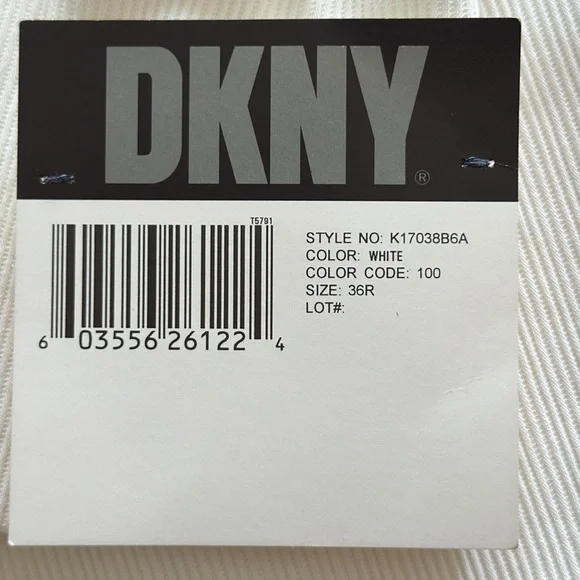 DKNY®
T5791
6 03556 26122 4
STYLE NO: K17038B6A
COLOR: WHITE
COLOR CODE: 100
SIZE: 36R
LOT#: